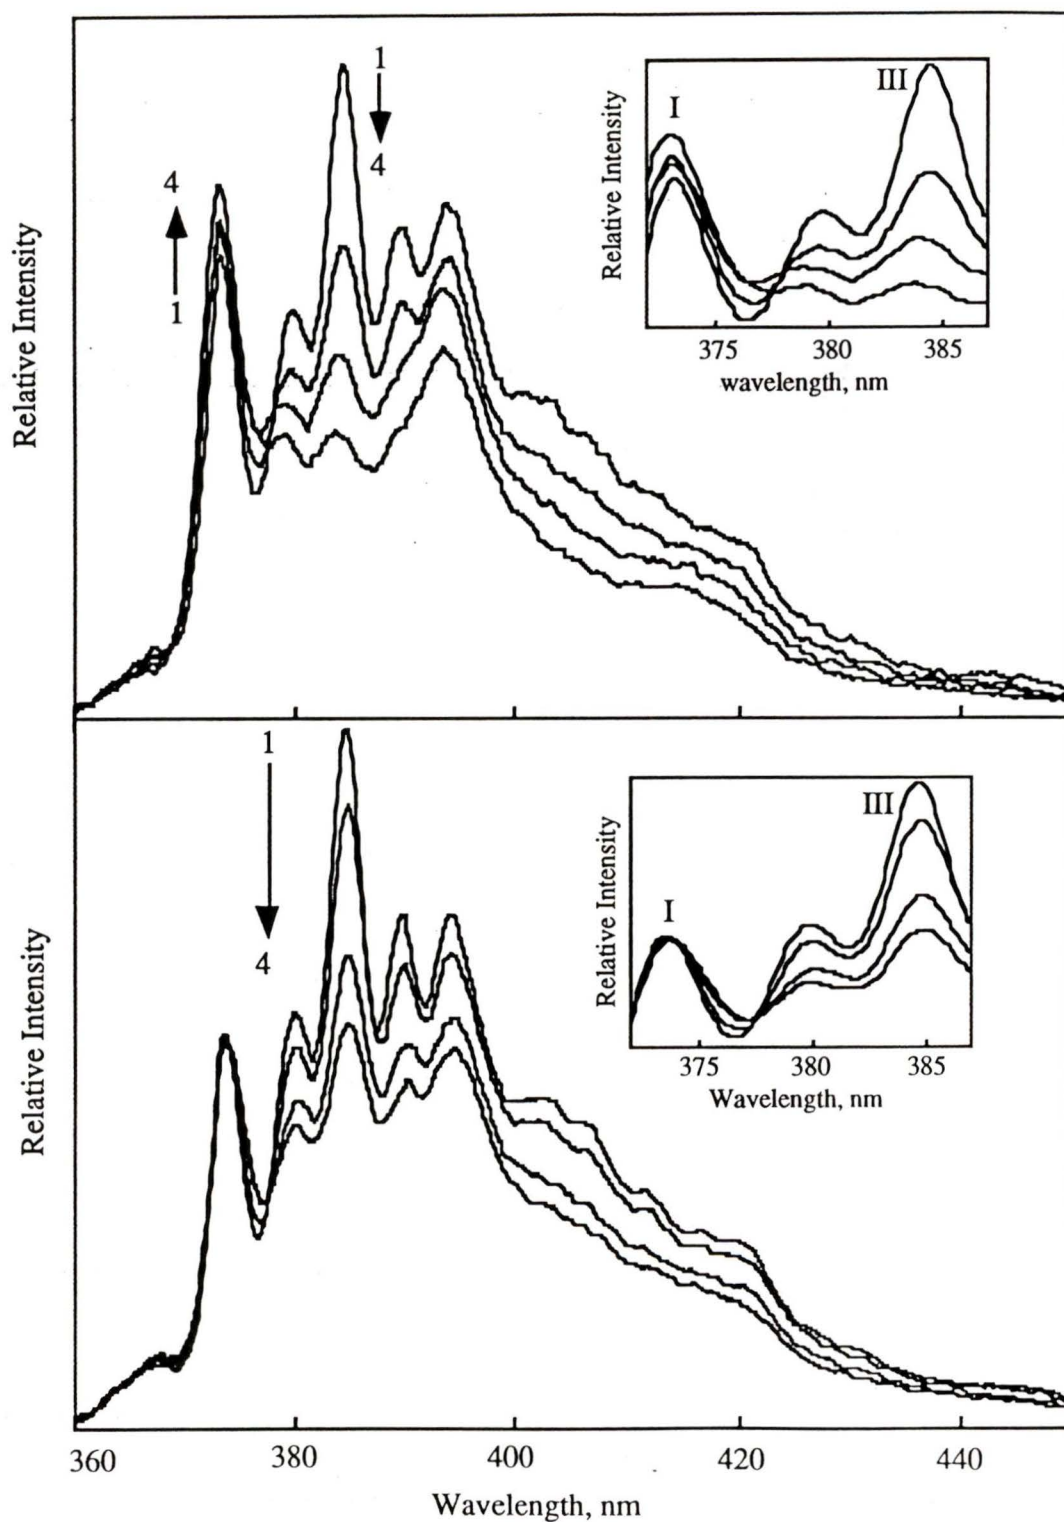 1
4
4
1
Relative Intensity
I
III
Relative Intensity
375
380
385
wavelength, nm
1
4
Relative Intensity
I
III
Relative Intensity
375
380
385
Wavelength, nm
360
380
400
420
440
Wavelength, nm